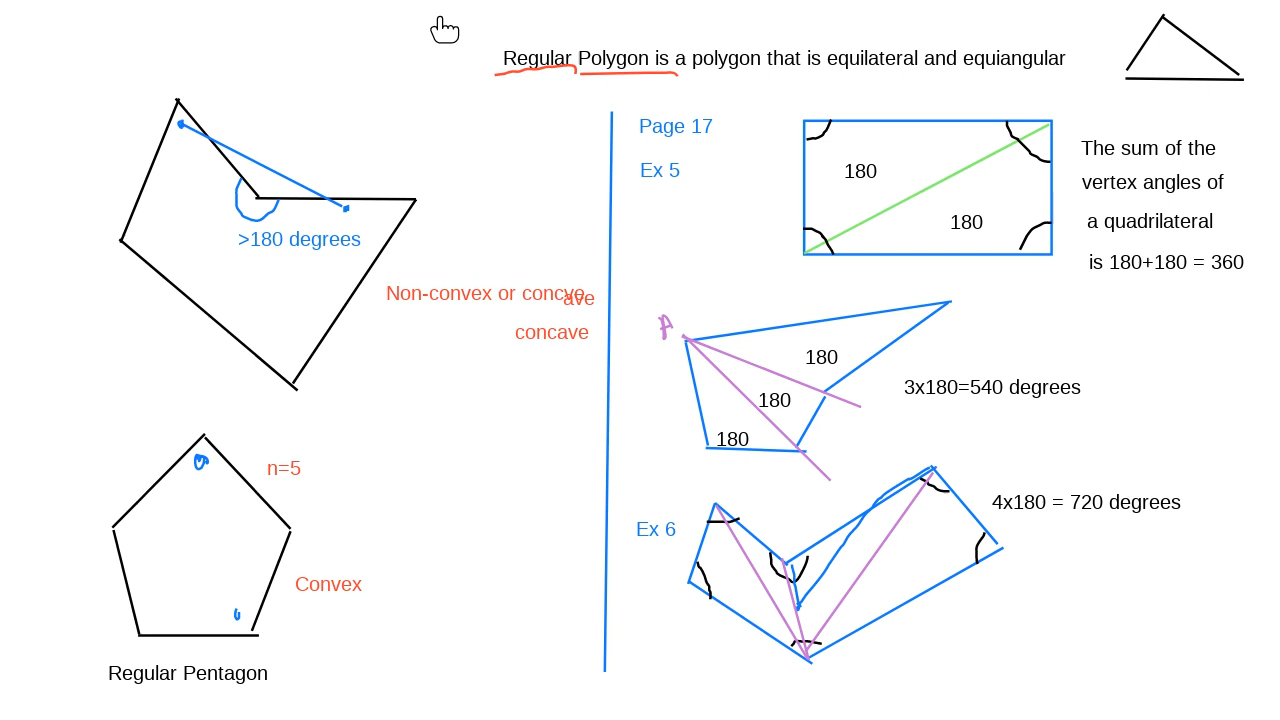 Regular Polygon is a polygon that is equilateral and equiangular
>180 degrees
Non-convex or concve
ave
concave
n=5
Convex
Regular Pentagon
Page 17
Ex 5
180
180
The sum of the
vertex angles of
a quadrilateral
is 180+180 = 360
A
180
180
180
3x180=540 degrees
Ex 6
4x180 = 720 degrees